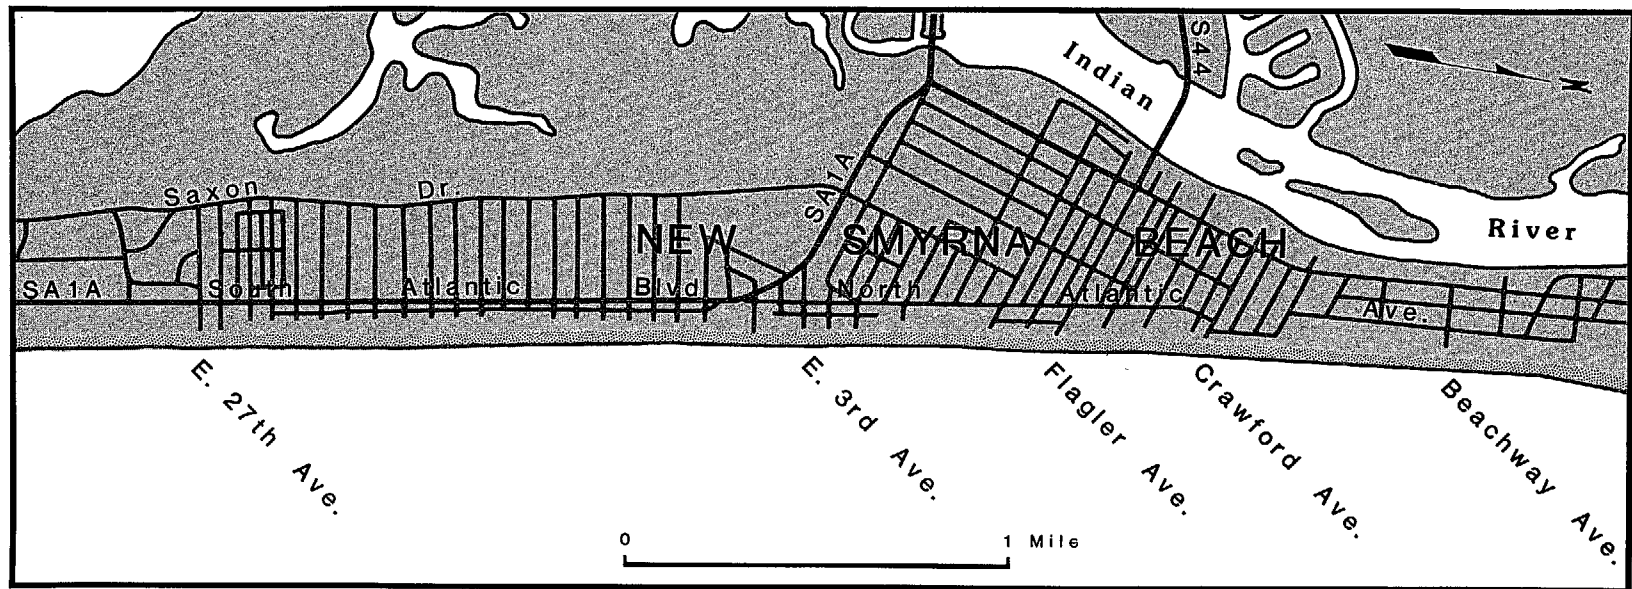 S44
Indian
N
River
Saxon Dr.
SA1A
NEW SMYRNA BEACH
SA1A
South Atlantic Blvd
North Atlantic Ave.
E. 27th Ave.
E. 3rd Ave.
Flagler Ave.
Crawford Ave.
Beachway Ave.
0 1 Mile